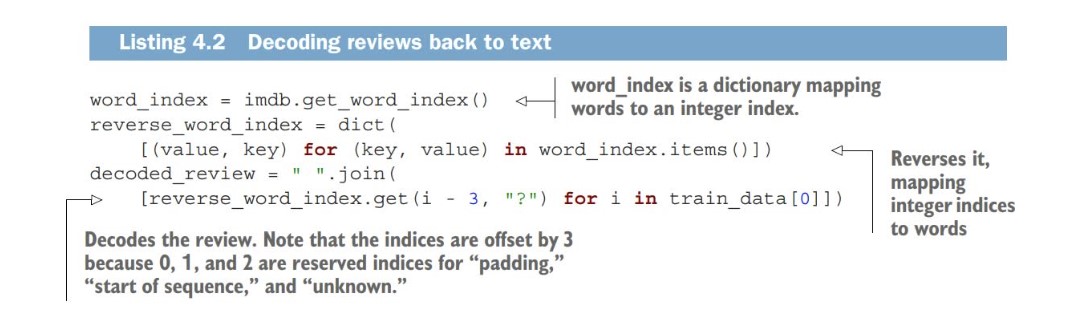 Listing 4.2 Decoding reviews back to text
word_index = imdb.get_word_index()
word_index is a dictionary mapping
words to an integer index.
reverse_word_index = dict(
[(value, key) for (key, value) in word_index.items()])
decoded_review = " ".join(
[reverse_word_index.get(i - 3, "?") for i in train_data[0]])
Reverses it,
mapping
integer indices
to words
Decodes the review. Note that the indices are offset by 3
because 0, 1, and 2 are reserved indices for “padding,”
“start of sequence,” and “unknown.”